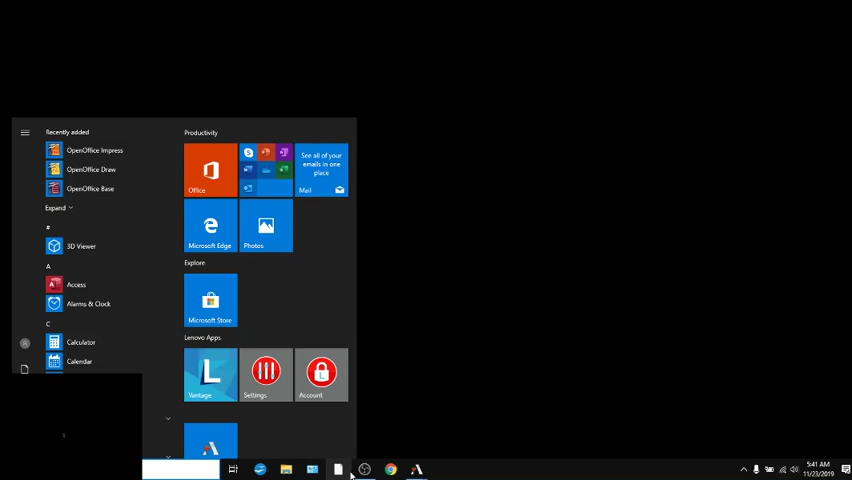 Recently added
OpenOffice Impress
OpenOffice Draw
OpenOffice Base
Expand
#
3D Viewer
A
Access
Alarms & Clock
C
Calculator
Calendar
Productivity
Office
See all of your
emails in one
place
Mail
Microsoft Edge
Photos
Explore
Microsoft Store
Lenovo Apps
L
Vantage
Settings
Account
5:41 AM
11/23/2019